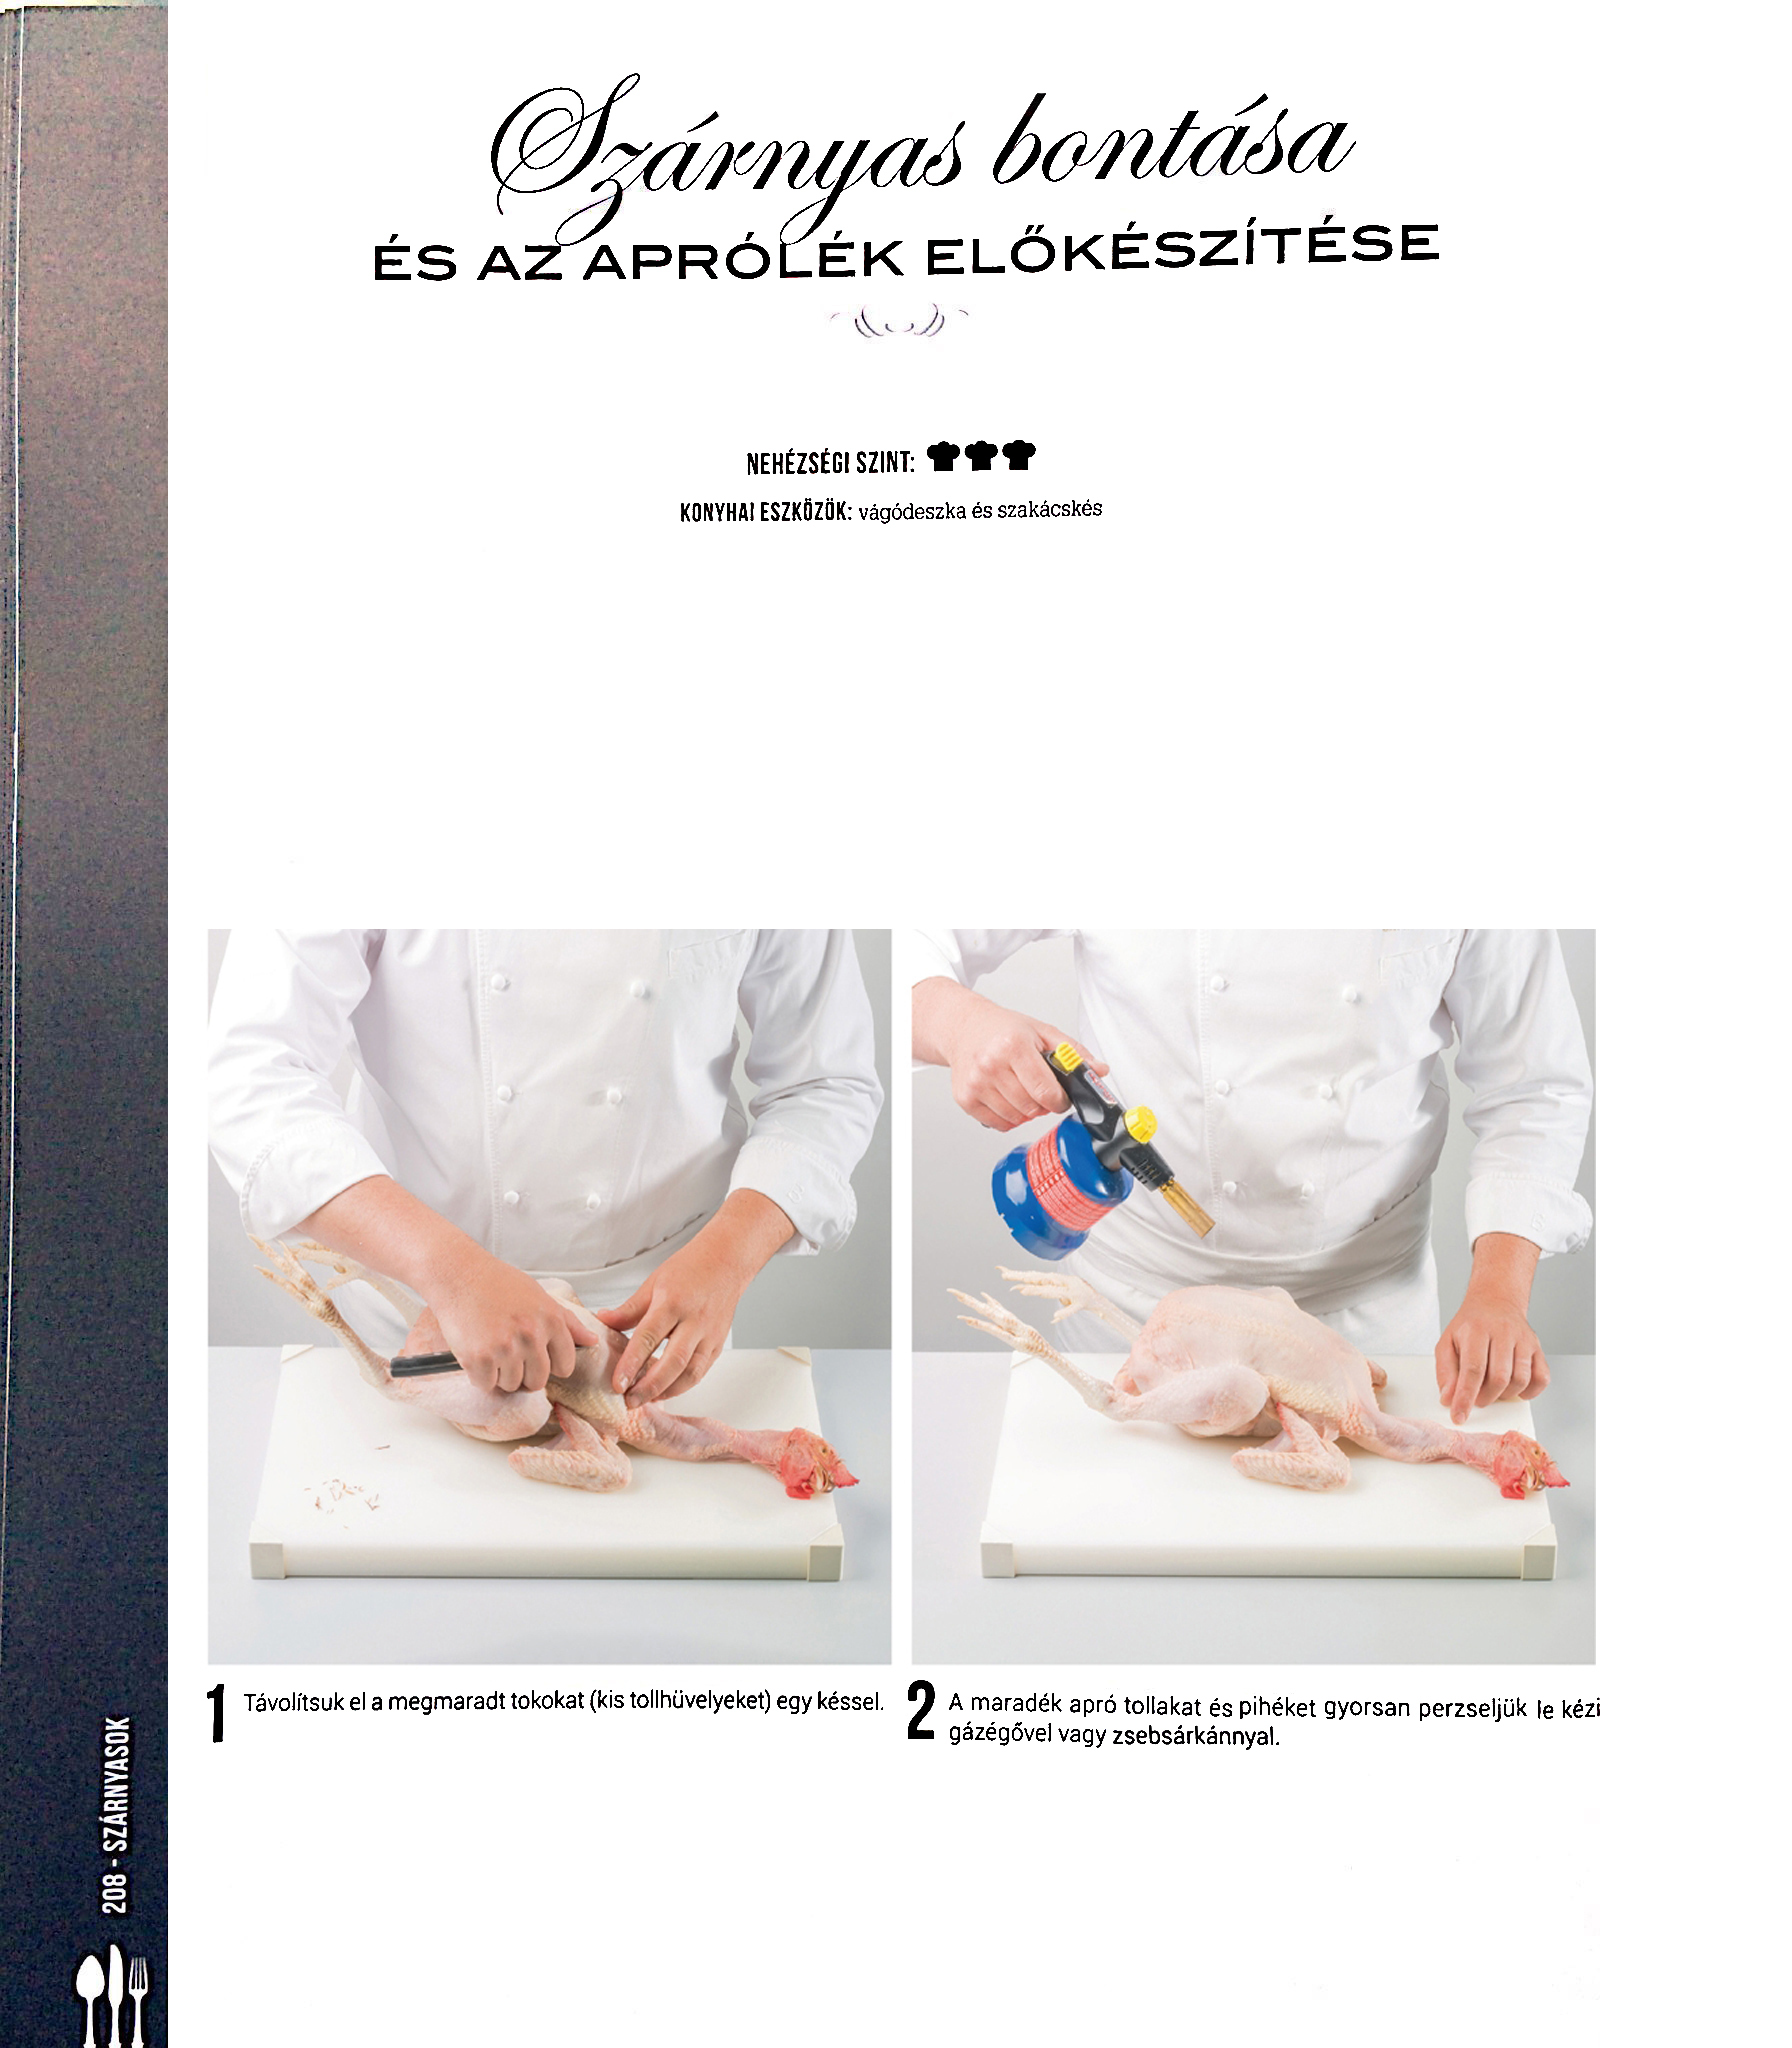 Szárnyas bontása
ÉS AZ APRÓLÉK ELŐKÉSZÍTÉSE
NEHÉZSÉGI SZINT:
KONYHAI ESZKÖZÖK: vágódeszka és szakácskés
1 Távolítsuk el a megmaradt tokokat (kis tollhüvelyeket) egy késsel.
2 A maradék apró tollakat és pihéket gyorsan perzseljük le kézi
gázégővel vagy zsebsárkánnyal.
208 - SZÁRNYASOK